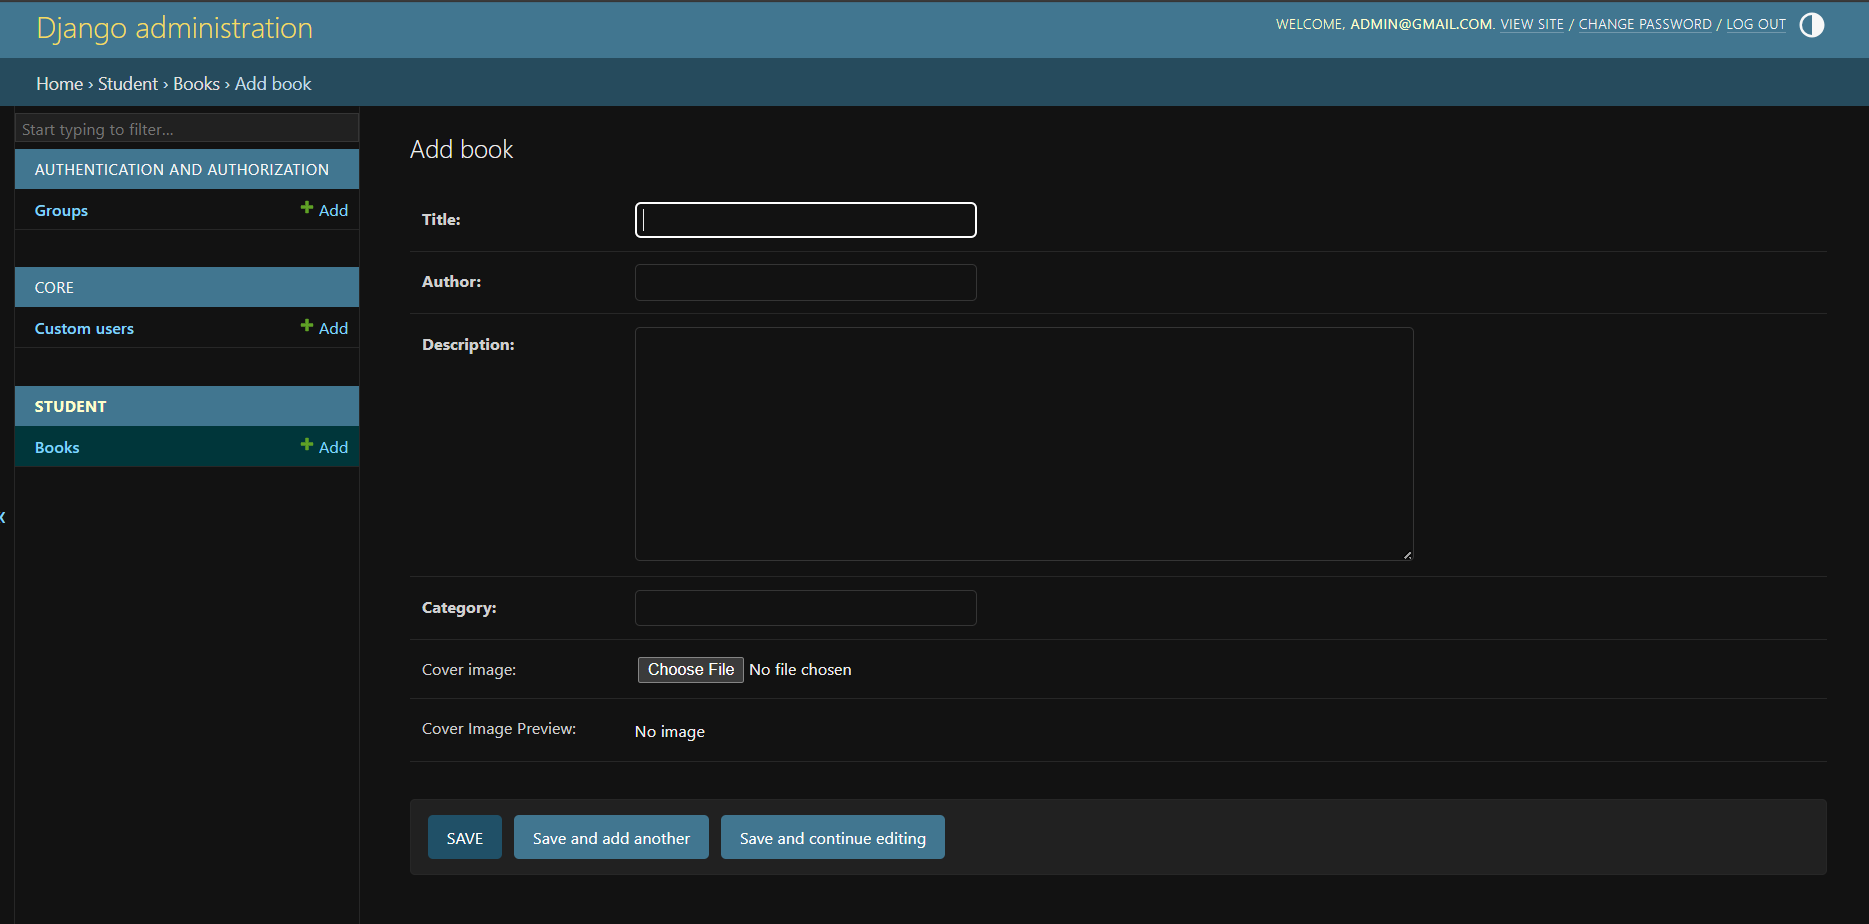 Django administration
WELCOME, ADMIN@GMAIL.COM. VIEW SITE / CHANGE PASSWORD / LOG OUT
Home › Student › Books › Add book
Start typing to filter...
AUTHENTICATION AND AUTHORIZATION
Groups Add
CORE
Custom users Add
STUDENT
Books Add
Add book
Title:
Author:
Description:
Category:
Cover image: Choose File No file chosen
Cover Image Preview: No image
SAVE Save and add another Save and continue editing